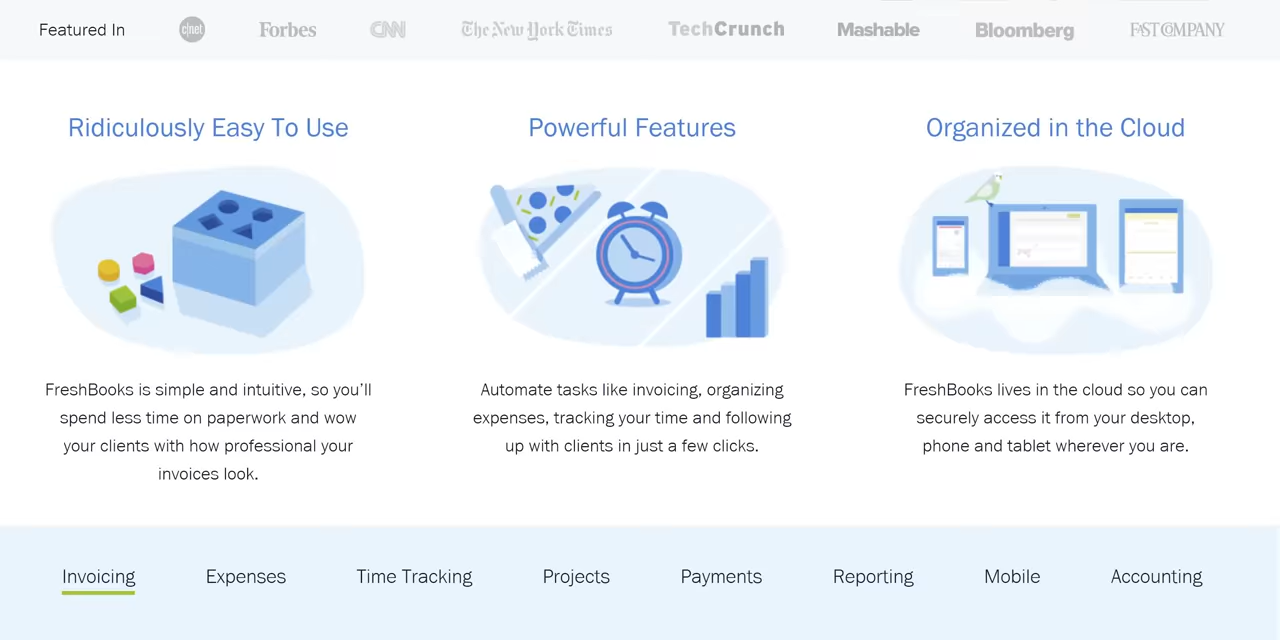 Featured In
c|net
Forbes
CNN
The New York Times
TechCrunch
Mashable
Bloomberg
FAST COMPANY
Ridiculously Easy To Use
Powerful Features
Organized in the Cloud
FreshBooks is simple and intuitive, so you’ll
spend less time on paperwork and wow
your clients with how professional your
invoices look.
Automate tasks like invoicing, organizing
expenses, tracking your time and following
up with clients in just a few clicks.
FreshBooks lives in the cloud so you can
securely access it from your desktop,
phone and tablet wherever you are.
Invoicing
Expenses
Time Tracking
Projects
Payments
Reporting
Mobile
Accounting